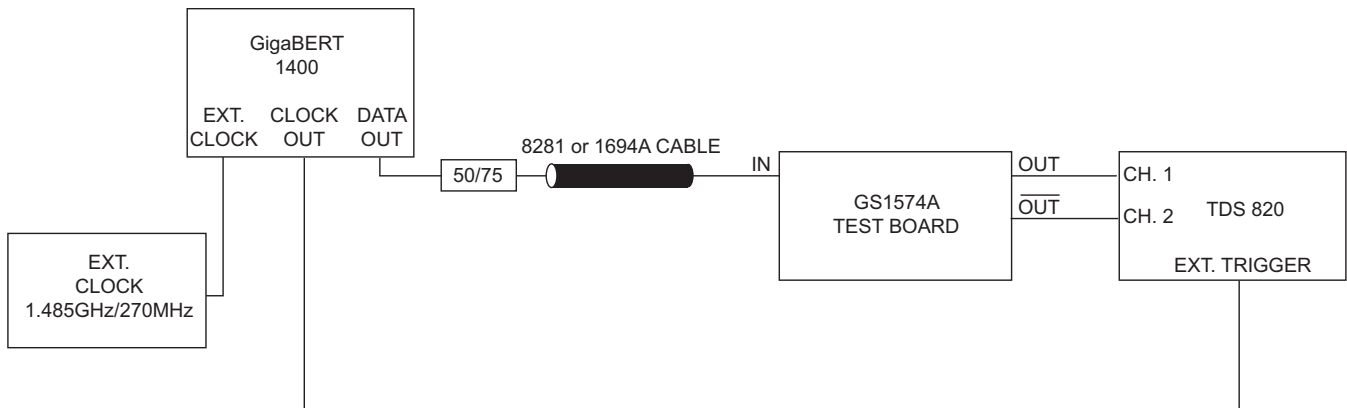 GigaBERT
1400
EXT. CLOCK DATA
CLOCK OUT OUT
8281 or 1694A CABLE
50/75
IN
GS1574A
TEST BOARD
OUT
OUT
CH. 1
CH. 2
TDS 820
EXT. TRIGGER
EXT.
CLOCK
1.485GHz/270MHz